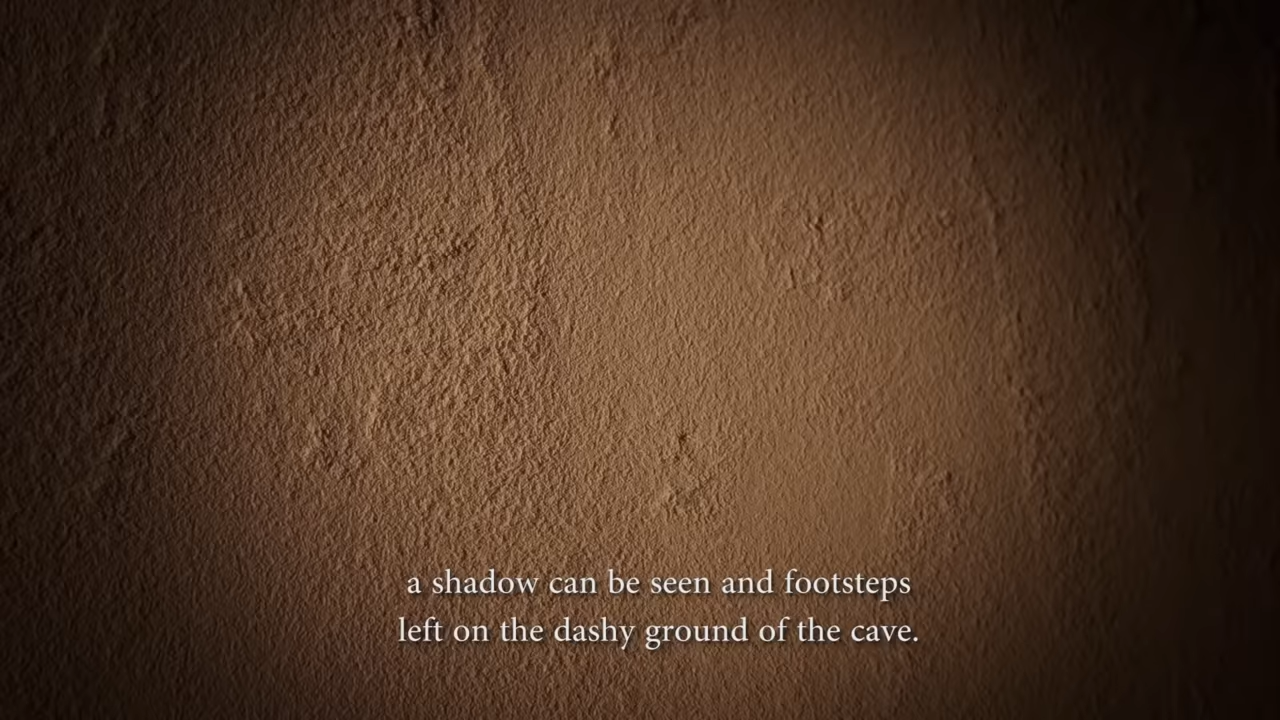 a shadow can be seen and footsteps
left on the dashy ground of the cave.